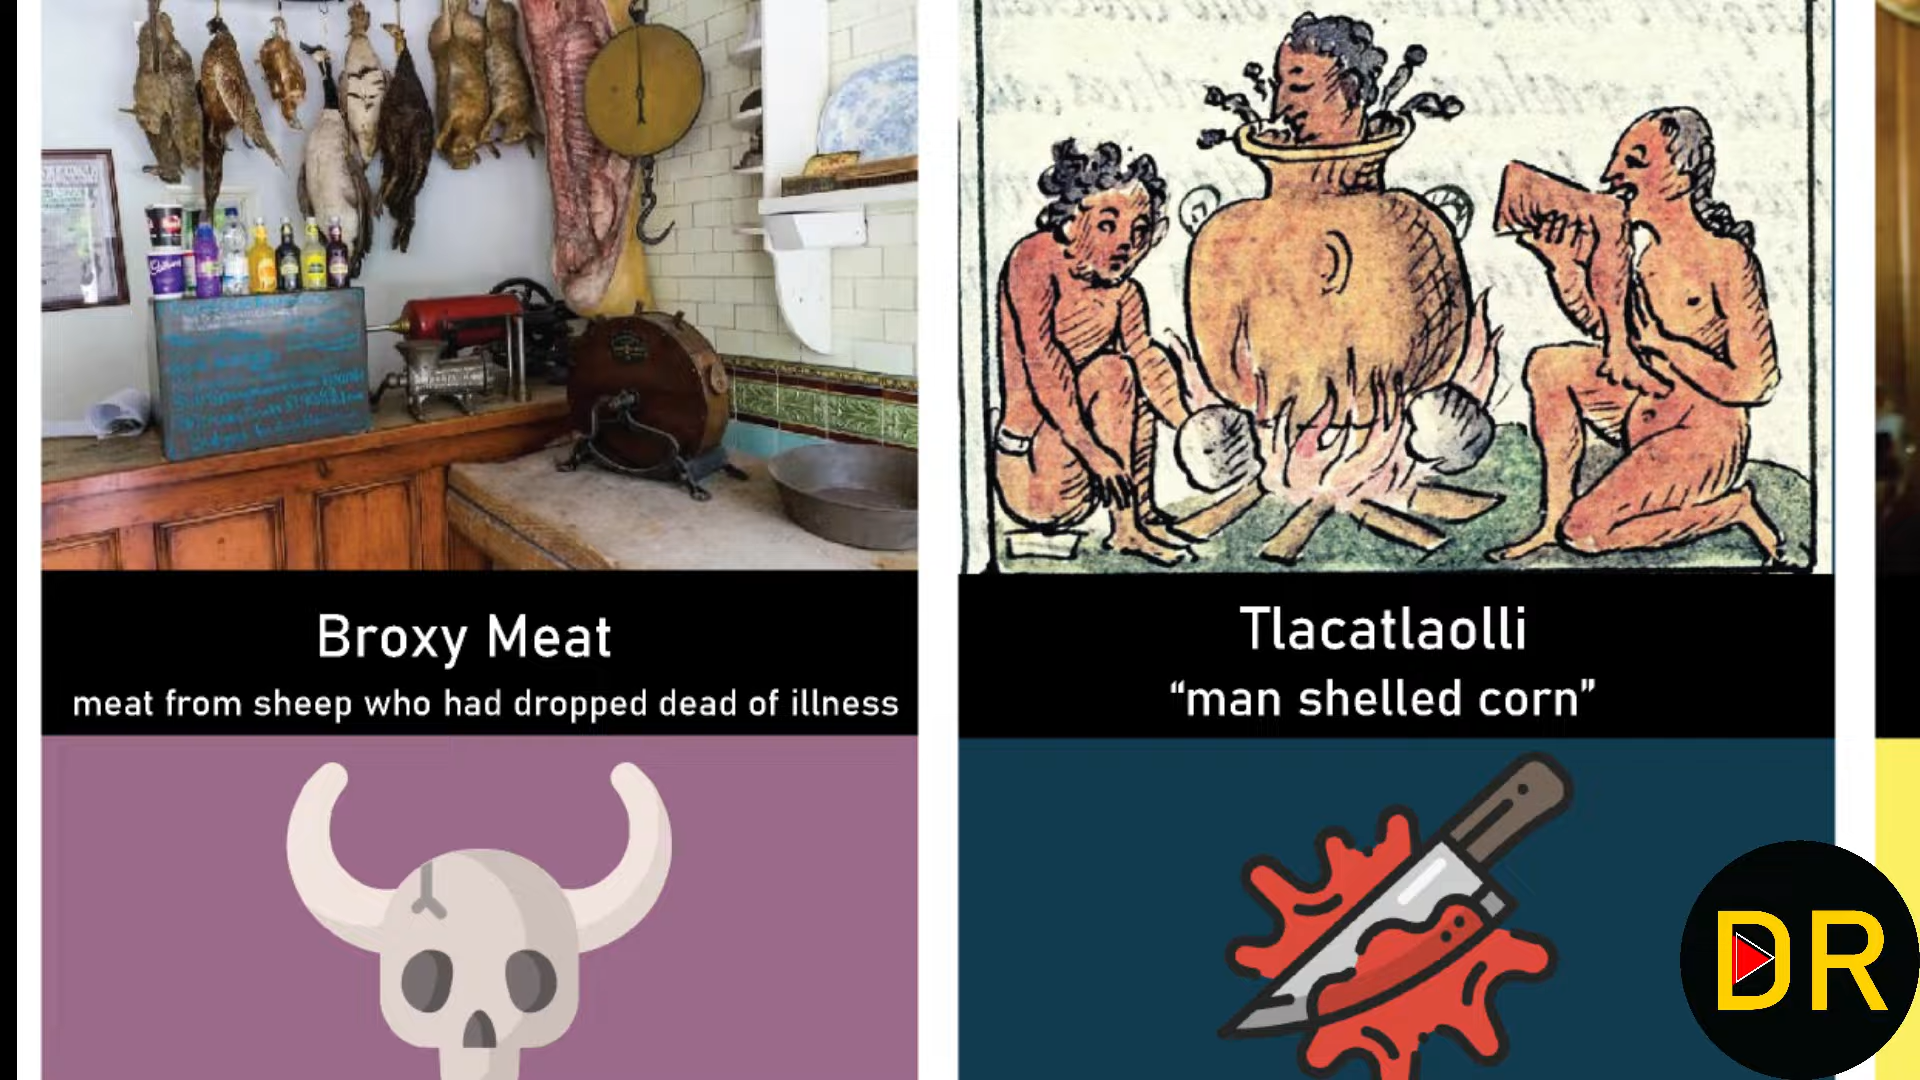 Broxy Meat
meat from sheep who had dropped dead of illness
Tlacatlaolli
“man shelled corn”
DR